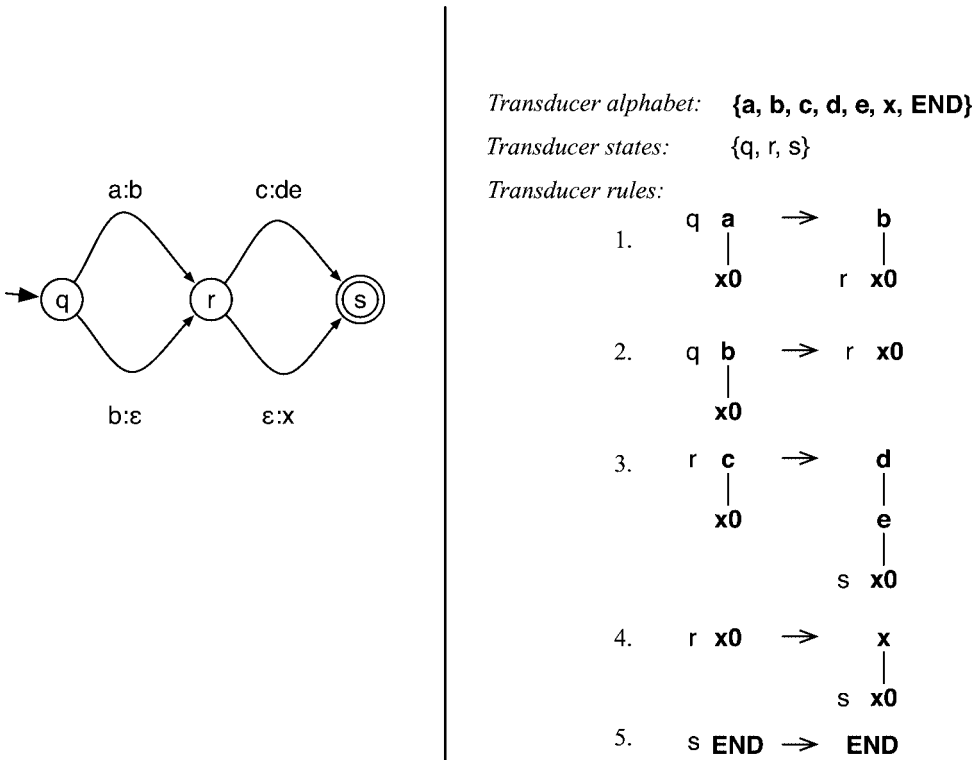 a:b c:de
q r s
b:ε ε:x
Transducer alphabet: {a, b, c, d, e, x, END}
Transducer states: {q, r, s}
Transducer rules:
1. q a → b
x0 r x0
2. q b → r x0
x0
3. r c → d
x0 e
s x0
4. r x0 → x
s x0
5. s END → END